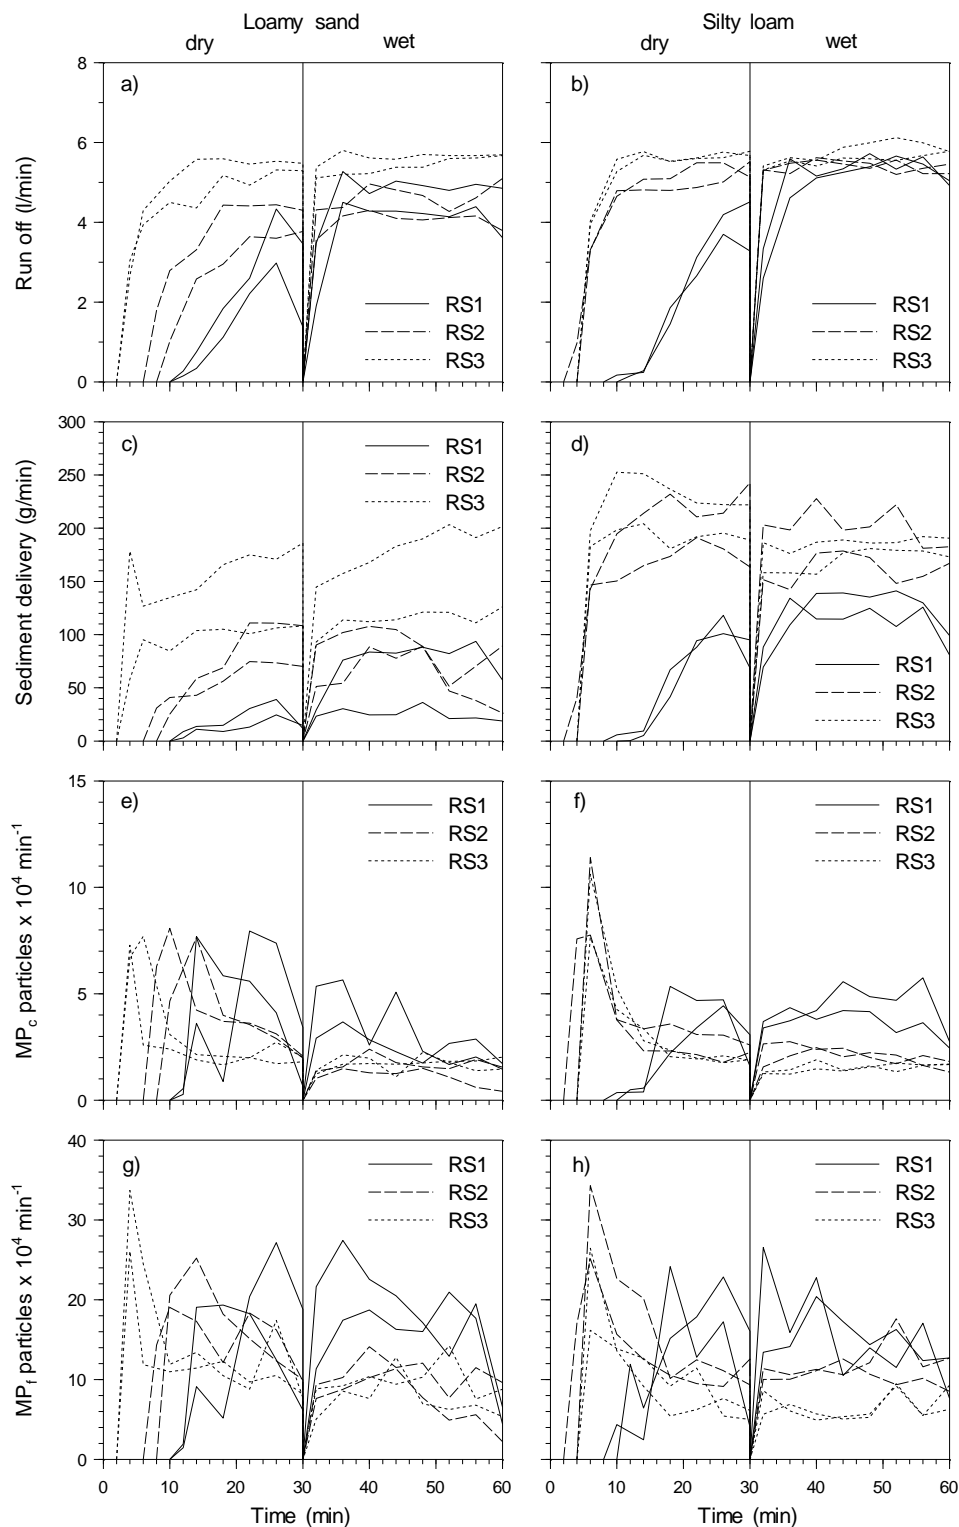 Loamy sand Silty loam
dry wet dry wet
a) b)
Run off (l/min)
8
6
4
2
0
RS1 RS1
RS2 RS2
RS3 RS3
c) d)
Sediment delivery (g/min)
300
250
200
150
100
50
0
RS1 RS1
RS2 RS2
RS3 RS3
e) f)
MPc particles x 10⁴ min⁻¹
15
10
5
0
RS1 RS1
RS2 RS2
RS3 RS3
g) h)
MPf particles x 10⁴ min⁻¹
40
30
20
10
0
RS1 RS1
RS2 RS2
RS3 RS3
0 10 20 30 40 50 60 0 10 20 30 40 50 60
Time (min) Time (min)